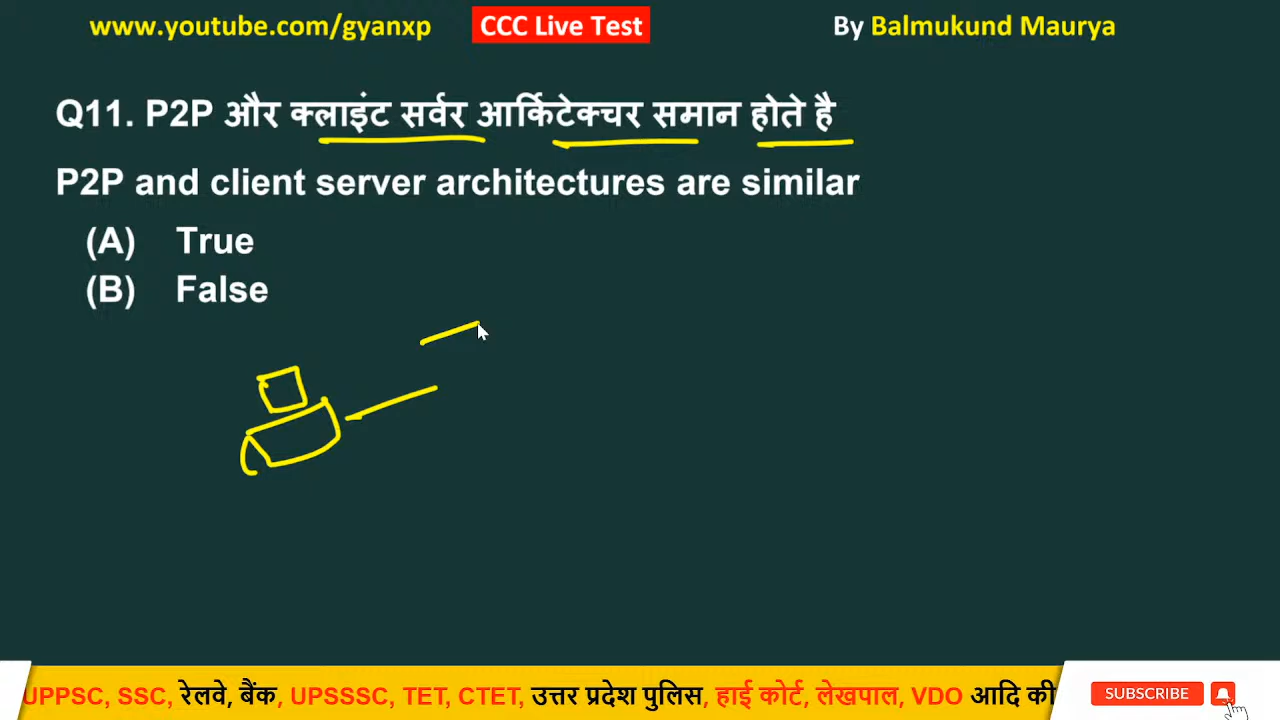 www.youtube.com/gyanxp CCC Live Test By Balmukund Maurya
Q11. P2P और क्लाइंट सर्वर आर्किटेक्चर समान होते है
P2P and client server architectures are similar
(A) True
(B) False
UPPSC, SSC, रेलवे, बैंक, UPSSSC, TET, CTET, उत्तर प्रदेश पुलिस, हाई कोर्ट, लेखपाल, VDO आदि की
SUBSCRIBE